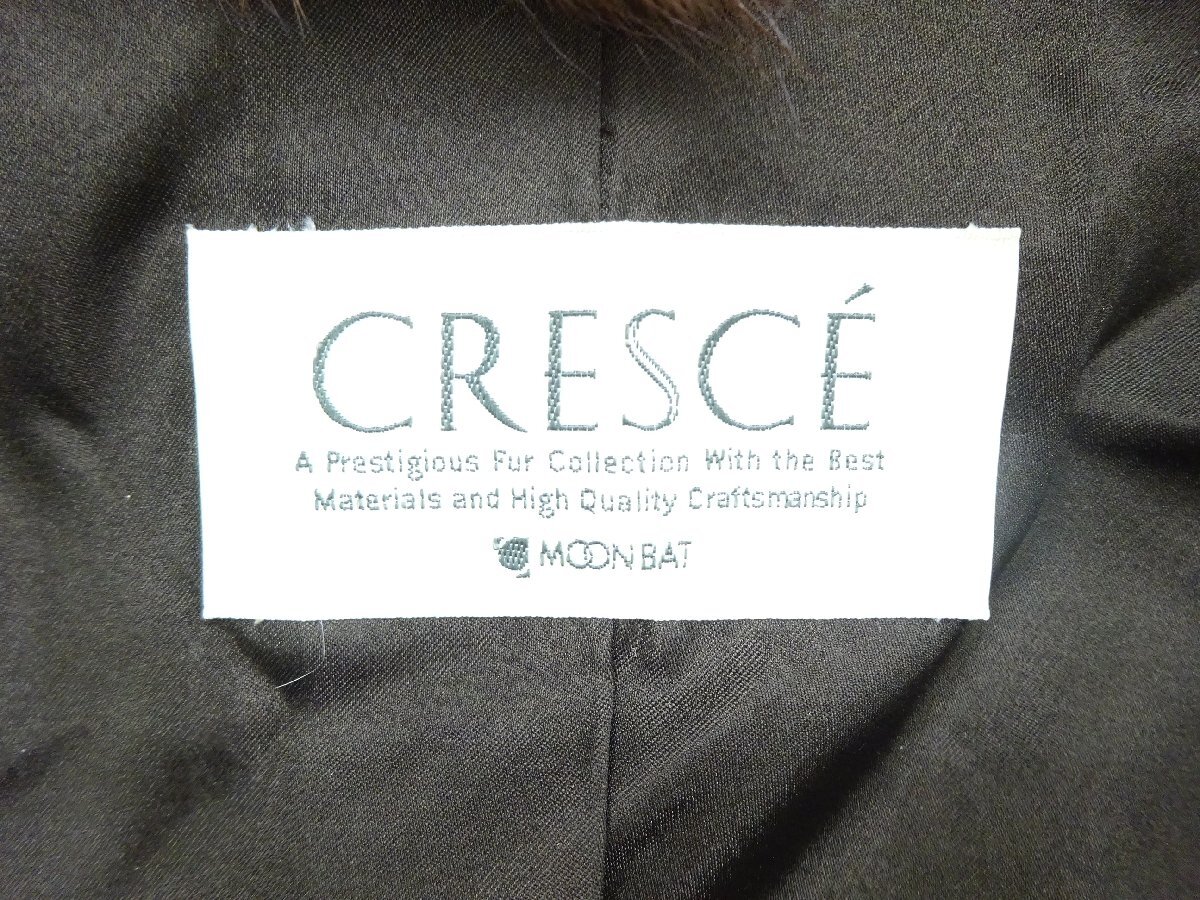 CRESCÉ
A Prestigious Fur Collection With the Best
Materials and High Quality Craftsmanship
MOONBAT